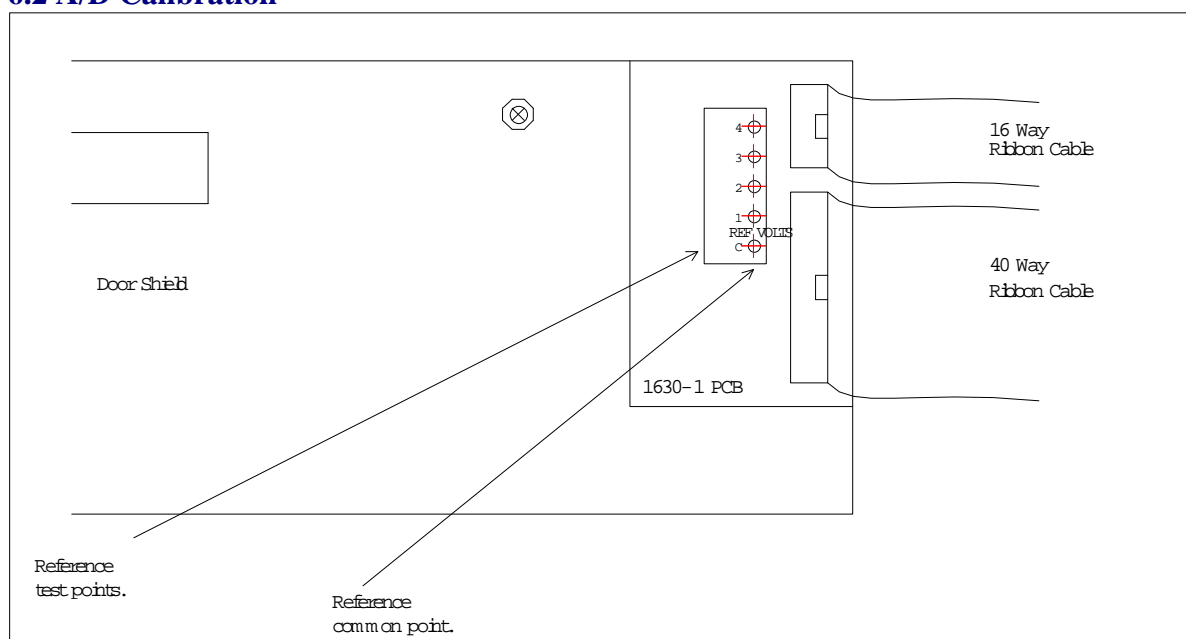 6.2 A/D Calibration
4
3
2
1
REF VOLTS
C
16 Way
Ribbon Cable
40 Way
Ribbon Cable
Door Shield
1630-1 PCB
Reference
test points.
Reference
common point.